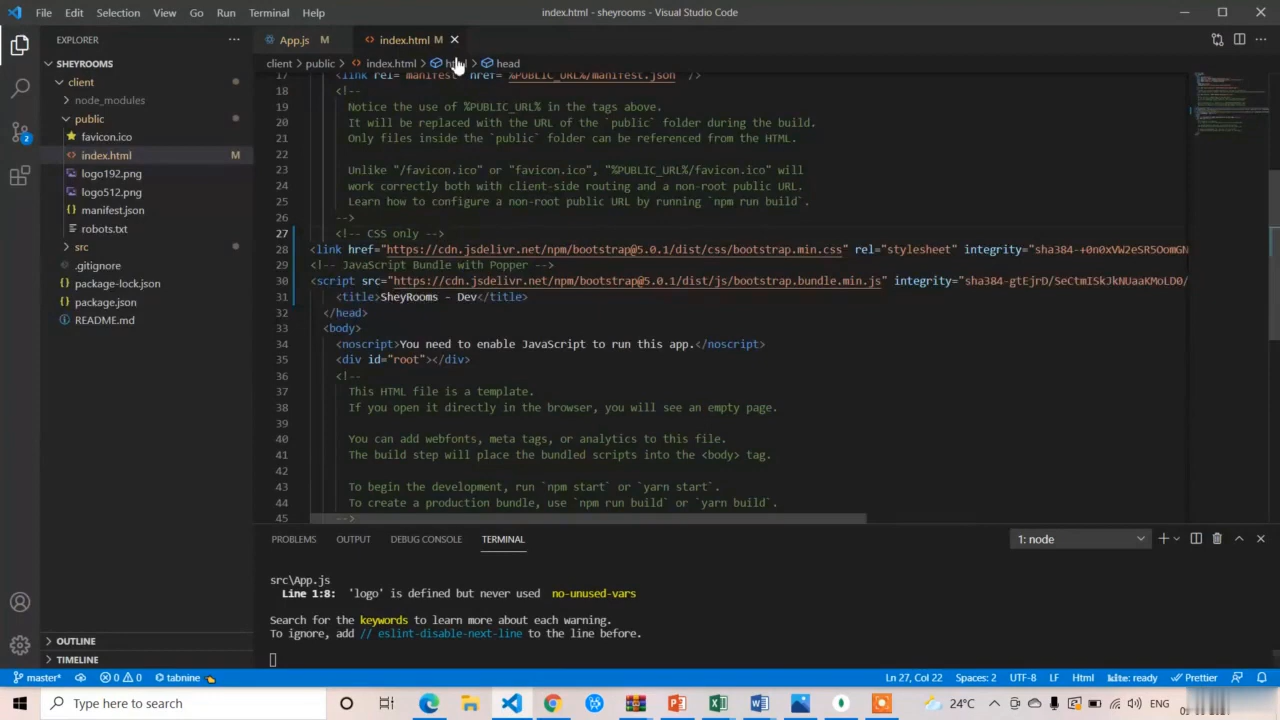 File Edit Selection View Go Run Terminal Help
index.html - sheyrooms - Visual Studio Code
EXPLORER
SHEYROOMS
client
node_modules
public
favicon.ico
index.html M
logo192.png
logo512.png
manifest.json
robots.txt
src
.gitignore
package-lock.json
package.json
README.md
OUTLINE
TIMELINE
2
App.js M
index.html M
client > public > index.html > > head
17 <link rel="manifest" href="%PUBLIC_URL%/manifest.json" />
18 <!--
19 Notice the use of %PUBLIC_URL% in the tags above.
20 It will be replaced with the URL of the `public` folder during the build.
21 Only files inside the `public` folder can be referenced from the HTML.
22
23 Unlike "/favicon.ico" or "favicon.ico", "%PUBLIC_URL%/favicon.ico" will
24 work correctly both with client-side routing and a non-root public URL.
25 Learn how to configure a non-root public URL by running `npm run build`.
26 -->
27 <!-- CSS only -->
28 <link href="https://cdn.jsdelivr.net/npm/bootstrap@5.0.1/dist/css/bootstrap.min.css" rel="stylesheet" integrity="sha384-+0n0xVW2eSR5OomGN
29 <!-- JavaScript Bundle with Popper -->
30 <script src="https://cdn.jsdelivr.net/npm/bootstrap@5.0.1/dist/js/bootstrap.bundle.min.js" integrity="sha384-gtEjrD/SeCtmISkJkNUaaKMoLD0/
31 <title>SheyRooms - Dev</title>
32 </head>
33 <body>
34 <noscript>You need to enable JavaScript to run this app.</noscript>
35 <div id="root"></div>
36 <!--
37 This HTML file is a template.
38 If you open it directly in the browser, you will see an empty page.
39
40 You can add webfonts, meta tags, or analytics to this file.
41 The build step will place the bundled scripts into the <body> tag.
42
43 To begin the development, run `npm start` or `yarn start`.
44 To create a production bundle, use `npm run build` or `yarn build`.
45 -->
PROBLEMS OUTPUT DEBUG CONSOLE TERMINAL
1: node
src\App.js
Line 1:8: 'logo' is defined but never used no-unused-vars
Search for the keywords to learn more about each warning.
To ignore, add // eslint-disable-next-line to the line before.
master* 0 0 tabnine
Ln 27, Col 22 Spaces: 2 UTF-8 LF Html kite: ready Prettier
Type here to search
24°C ENG